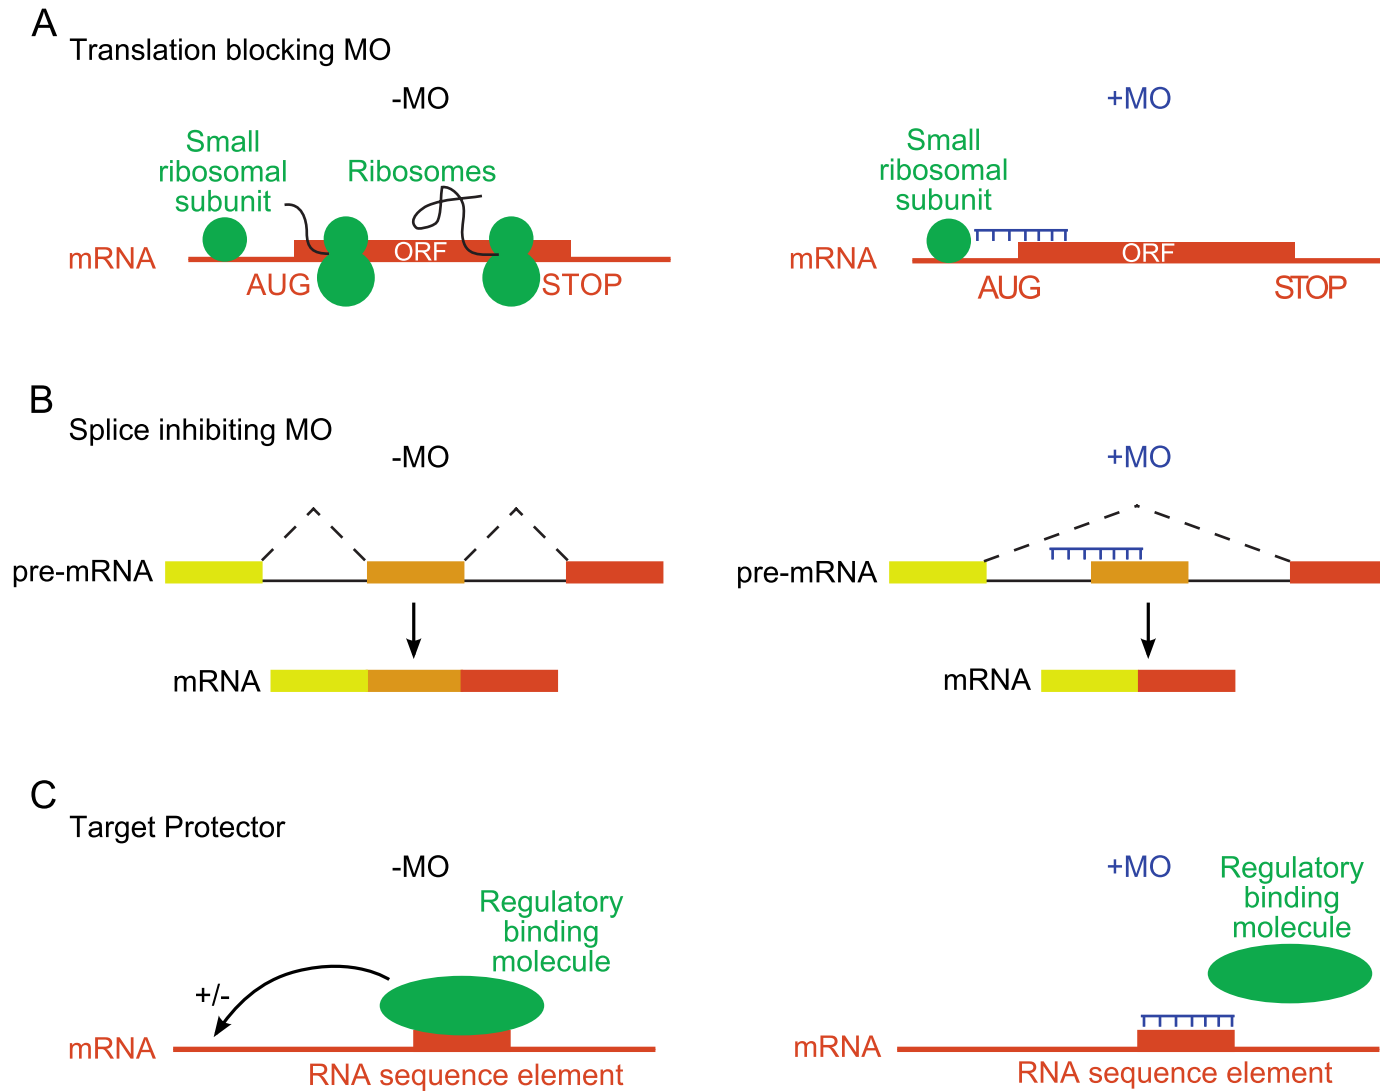 A
Translation blocking MO
-MO
Small
ribosomal
subunit
Ribosomes
mRNA
ORF
AUG
STOP
+MO
Small
ribosomal
subunit
mRNA
ORF
AUG
STOP
B
Splice inhibiting MO
-MO
pre-mRNA
mRNA
+MO
pre-mRNA
mRNA
C
Target Protector
-MO
Regulatory
binding
molecule
+/-
mRNA
RNA sequence element
+MO
Regulatory
binding
molecule
mRNA
RNA sequence element